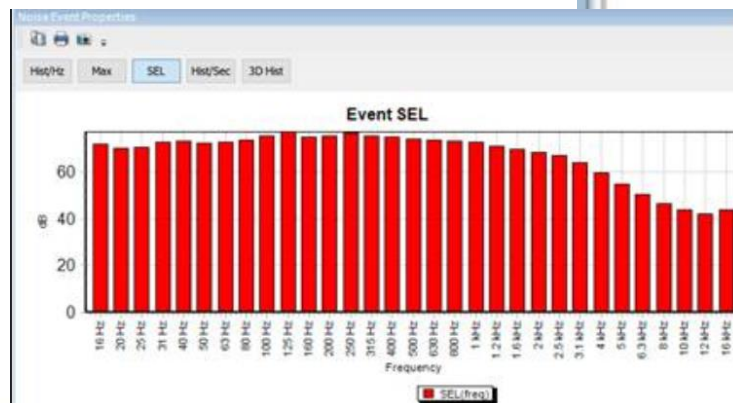 Noise Event Properties
Hist/Hz Max SEL Hist/Sec 3D Hist
Event SEL
60
40
20
0
dB
16 Hz 20 Hz 25 Hz 31 Hz 40 Hz 50 Hz 63 Hz 80 Hz 100 Hz 125 Hz 160 Hz 200 Hz 250 Hz 315 Hz 400 Hz 500 Hz 630 Hz 800 Hz 1 kHz 1.2 kHz 1.6 kHz 2 kHz 2.5 kHz 3.1 kHz 4 kHz 5 kHz 6.3 kHz 8 kHz 10 kHz 12 kHz 16 kHz
Frequency
SEL(freq)